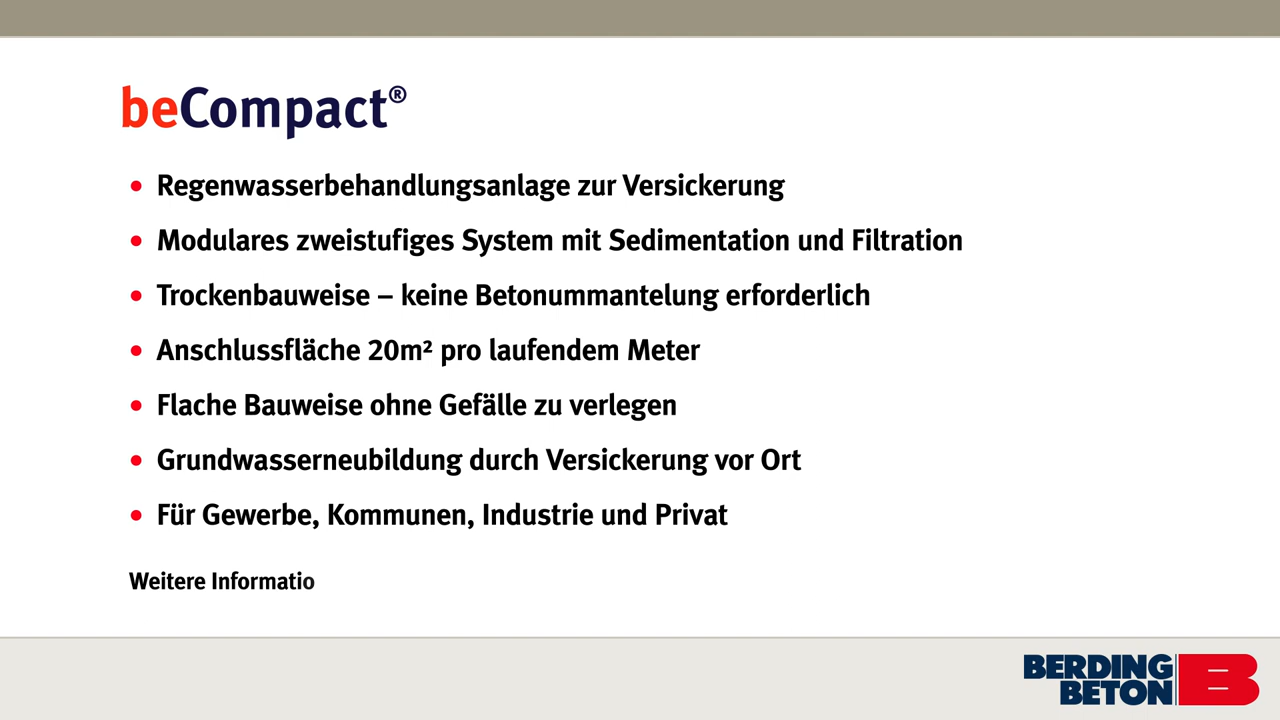 beCompact®
• Regenwasserbehandlungsanlage zur Versickerung
• Modulares zweistufiges System mit Sedimentation und Filtration
• Trockenbauweise – keine Betonummantelung erforderlich
• Anschlussfläche 20m² pro laufendem Meter
• Flache Bauweise ohne Gefälle zu verlegen
• Grundwasserneubildung durch Versickerung vor Ort
• Für Gewerbe, Kommunen, Industrie und Privat
Weitere Informatio
BERDING
BETON
B